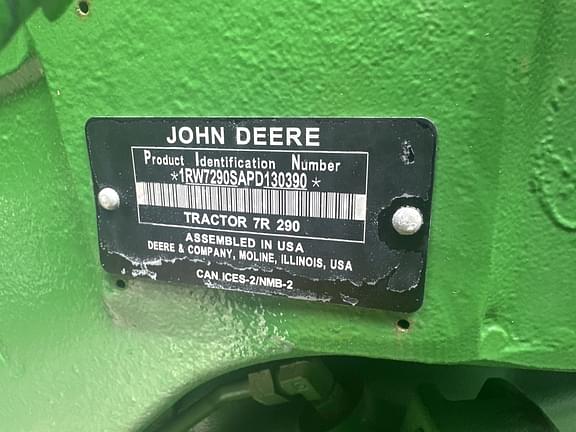 JOHN DEERE
Product Identification Number
*1RW7290SAPD130390*
TRACTOR 7R 290
ASSEMBLED IN USA
DEERE & COMPANY, MOLINE, ILLINOIS, USA
CAN ICES-2/NMB-2